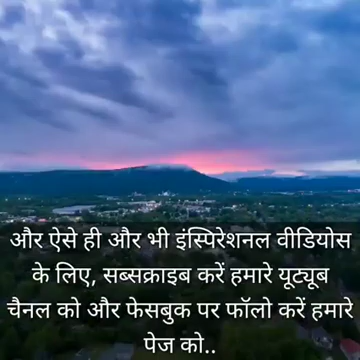 और ऐसे ही और भी इंस्पिरेशनल वीडियोस
के लिए, सब्सक्राइब करें हमारे यूट्यूब
चैनल को और फेसबुक पर फॉलो करें हमारे
पेज को..